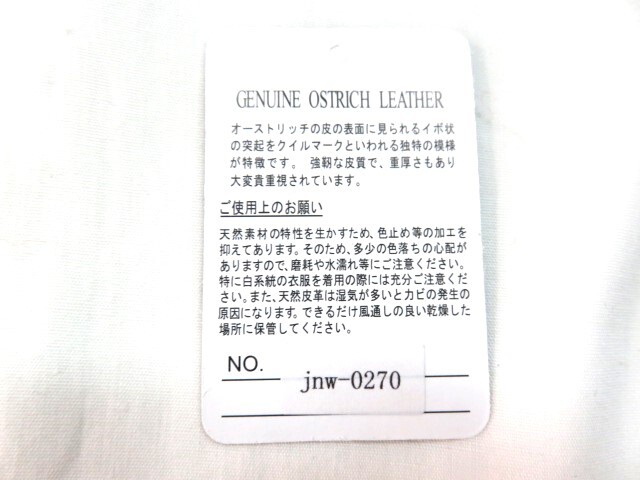 GENUINE OSTRICH LEATHER
オーストリッチの皮の表面に見られるイボ状
の突起をクイルマークといわれる独特の模様
が特徴です。 強靭な皮質で、重厚さもあり
大変貴重視されています。
ご使用上のお願い
天然素材の特性を生かすため、色止め等の加工を
抑えてあります。そのため、多少の色落ちの心配が
ありますので、磨耗や水濡れ等にご注意ください。
特に白系統の衣服を着用の際には充分ご注意くだ
さい。また、天然皮革は湿気が多いとカビの発生の
原因になります。できるだけ風通しの良い乾燥した
場所に保管してください。
NO. jnw-0270